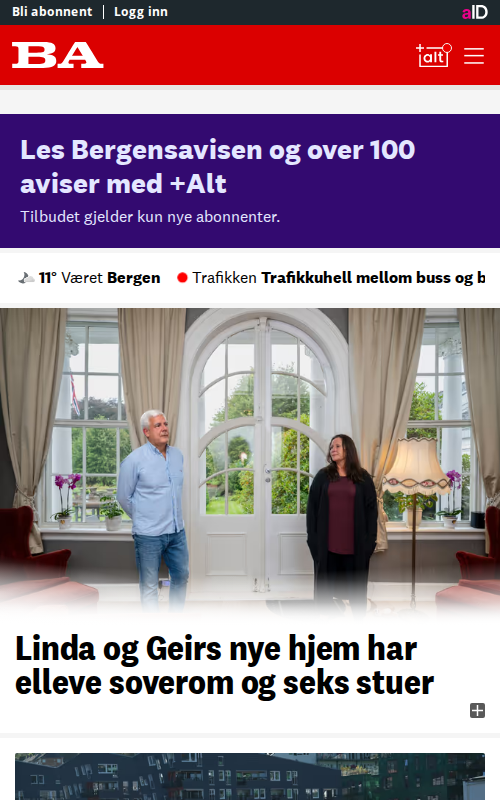 Bli abonnent | Logg inn
aID
BA
+alt
Les Bergensavisen og over 100
aviser med +Alt
Tilbudet gjelder kun nye abonnenter.
11° Været Bergen
Trafikken Trafikkuhell mellom buss og b
Linda og Geirs nye hjem har
elleve soverom og seks stuer